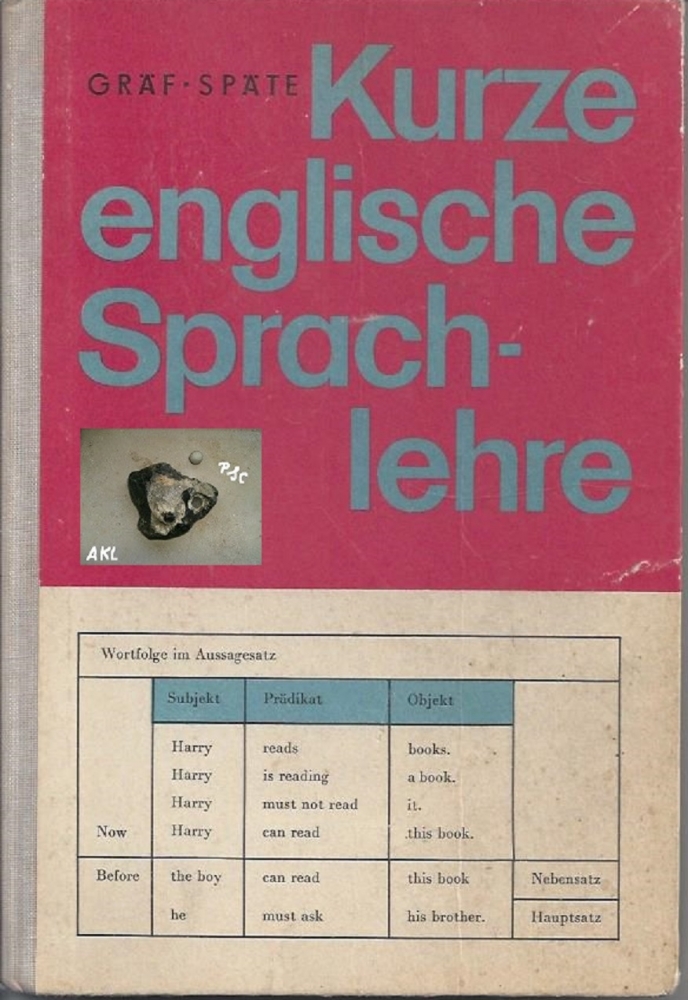 GRÄF·SPÄTE Kurze
englische
Sprach-
lehre
PSC
AKL
Wortfolge im Aussagesatz
Subjekt Prädikat Objekt
Harry reads books.
Harry is reading a book.
Harry must not read it.
Now Harry can read this book.
Before the boy can read this book Nebensatz
he must ask his brother. Hauptsatz